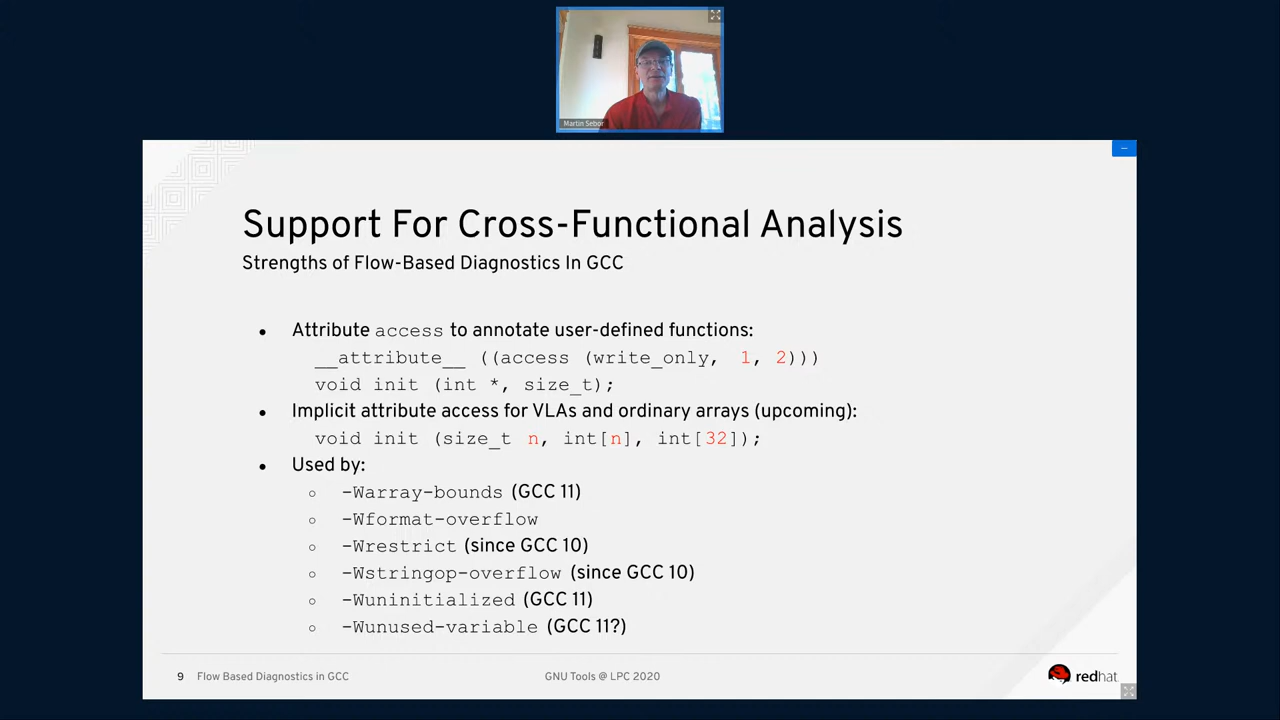 Martin Sebor
Support For Cross-Functional Analysis
Strengths of Flow-Based Diagnostics In GCC
● Attribute access to annotate user-defined functions:
__attribute__ ((access (write_only, 1, 2)))
void init (int *, size_t);
● Implicit attribute access for VLAs and ordinary arrays (upcoming):
void init (size_t n, int[n], int[32]);
● Used by:
○ -Warray-bounds (GCC 11)
○ -Wformat-overflow
○ -Wrestrict (since GCC 10)
○ -Wstringop-overflow (since GCC 10)
○ -Wuninitialized (GCC 11)
○ -Wunused-variable (GCC 11?)
9 Flow Based Diagnostics in GCC
GNU Tools @ LPC 2020
redhat